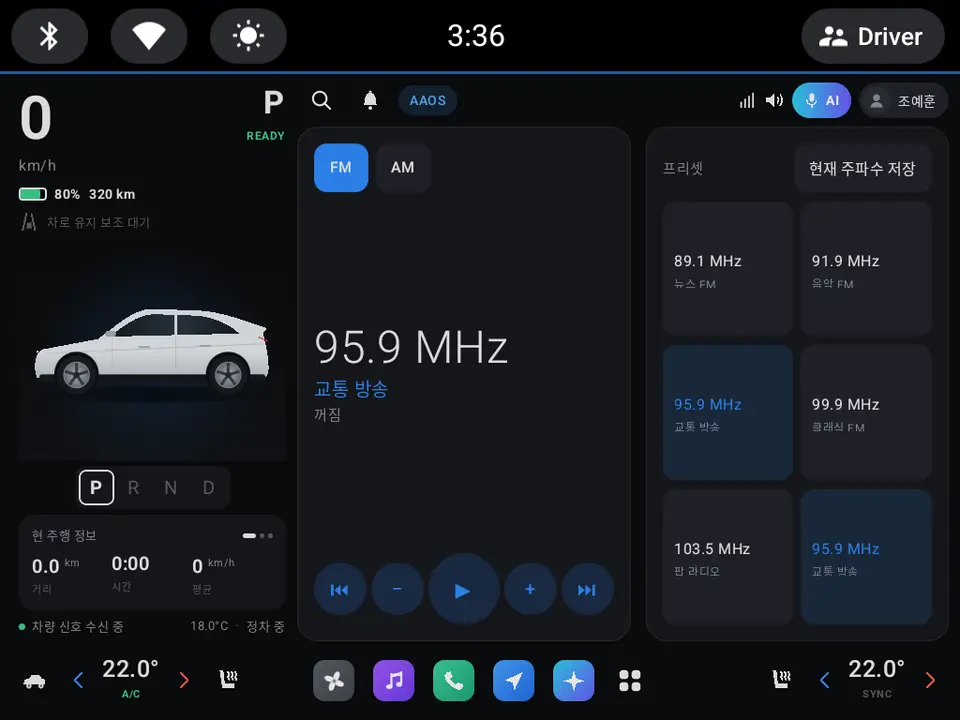 3:36
Driver
0
P
READY
km/h
80% 320 km
차로 유지 보조 대기
P R N D
현 주행 정보
0.0 km
거리
0:00
시간
0 km/h
평균
차량 신호 수신 중
18.0°C · 정차 중
AAOS
AI
조예훈
FM
AM
95.9 MHz
교통 방송
꺼짐
프리셋
현재 주파수 저장
89.1 MHz
뉴스 FM
91.9 MHz
음악 FM
95.9 MHz
교통 방송
99.9 MHz
클래식 FM
103.5 MHz
팝 라디오
95.9 MHz
교통 방송
22.0°
A/C
22.0°
SYNC